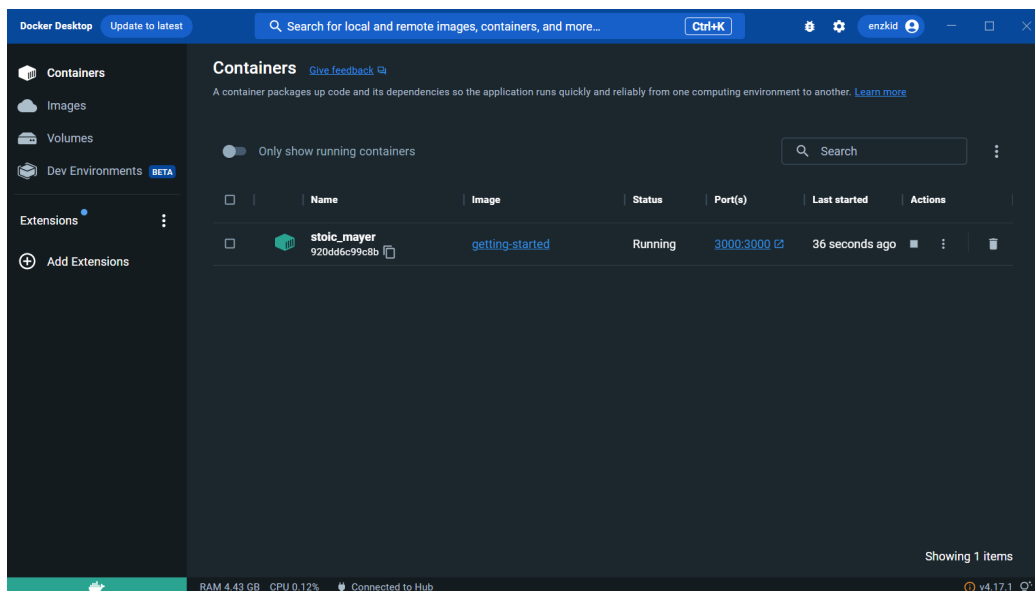 Docker Desktop Update to latest Search for local and remote images, containers, and more... Ctrl+K enzkid
Containers
Images
Volumes
Dev Environments BETA
Extensions
Add Extensions
Containers Give feedback
A container packages up code and its dependencies so the application runs quickly and reliably from one computing environment to another. Learn more
Only show running containers Search
Name Image Status Port(s) Last started Actions
stoic_mayer getting-started Running 3000:3000 36 seconds ago
920dd6c99c8b
Showing 1 items
RAM 4.43 GB CPU 0.12% Connected to Hub v4.17.1